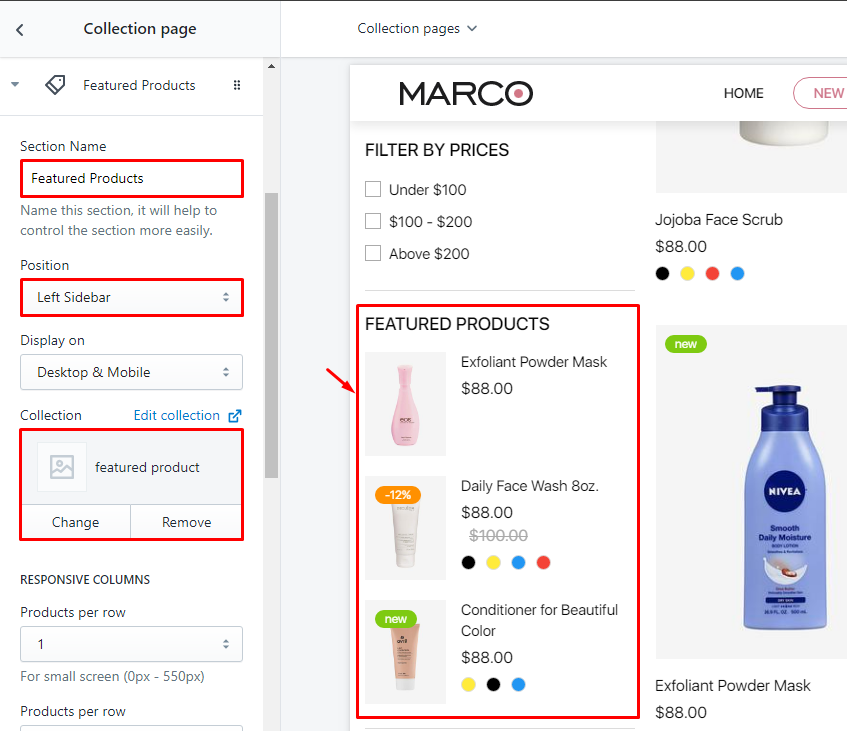 Collection page
Featured Products
Section Name
Featured Products
Name this section, it will help to
control the section more easily.
Position
Left Sidebar
Display on
Desktop & Mobile
Collection
Edit collection
featured product
Change
Remove
RESPONSIVE COLUMNS
Products per row
1
For small screen (0px - 550px)
Products per row
Collection pages
MARCO
HOME
NEW
FILTER BY PRICES
Under $100
$100 - $200
Above $200
FEATURED PRODUCTS
Exfoliant Powder Mask
$88.00
-12%
Daily Face Wash 8oz.
$88.00
$100.00
new
avril
Conditioner for Beautiful
Color
$88.00
Jojoba Face Scrub
$88.00
new
NIVEA
Smooth
Daily Moisture
BODY LOTION
DRY SKIN
Exfoliant Powder Mask
$88.00